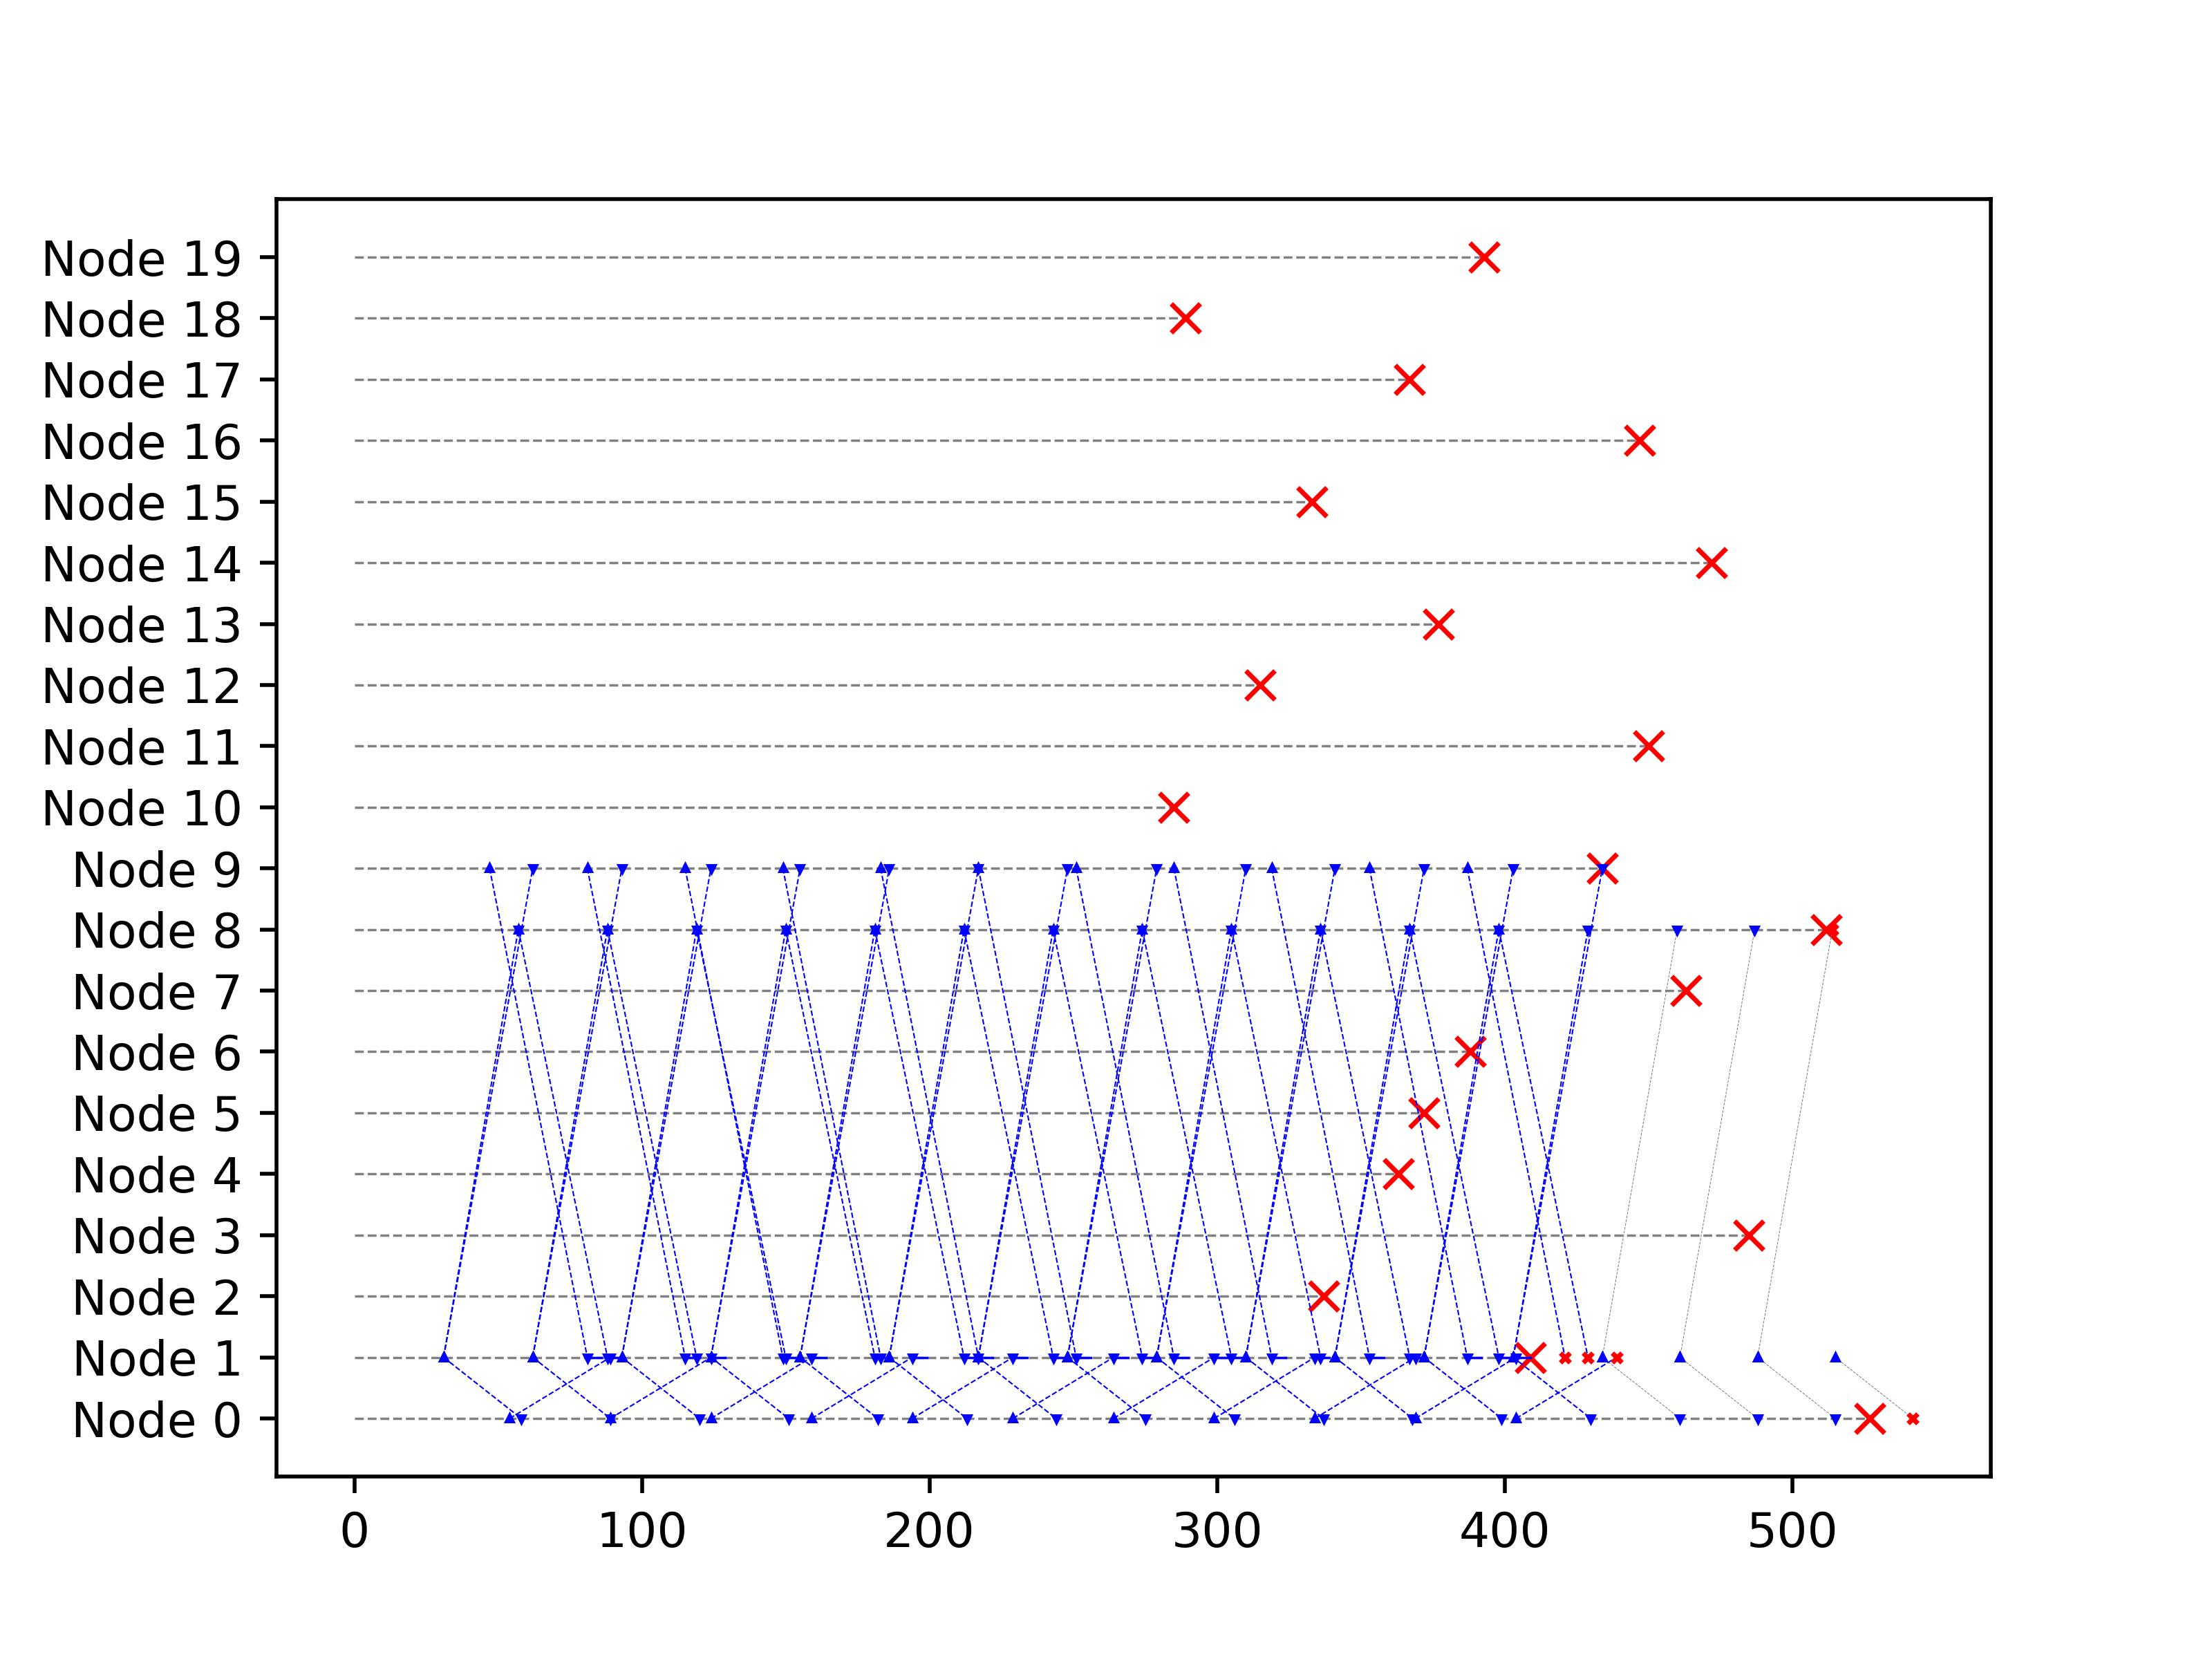 Node 19
Node 18
Node 17
Node 16
Node 15
Node 14
Node 13
Node 12
Node 11
Node 10
Node 9
Node 8
Node 7
Node 6
Node 5
Node 4
Node 3
Node 2
Node 1
Node 0
0 100 200 300 400 500